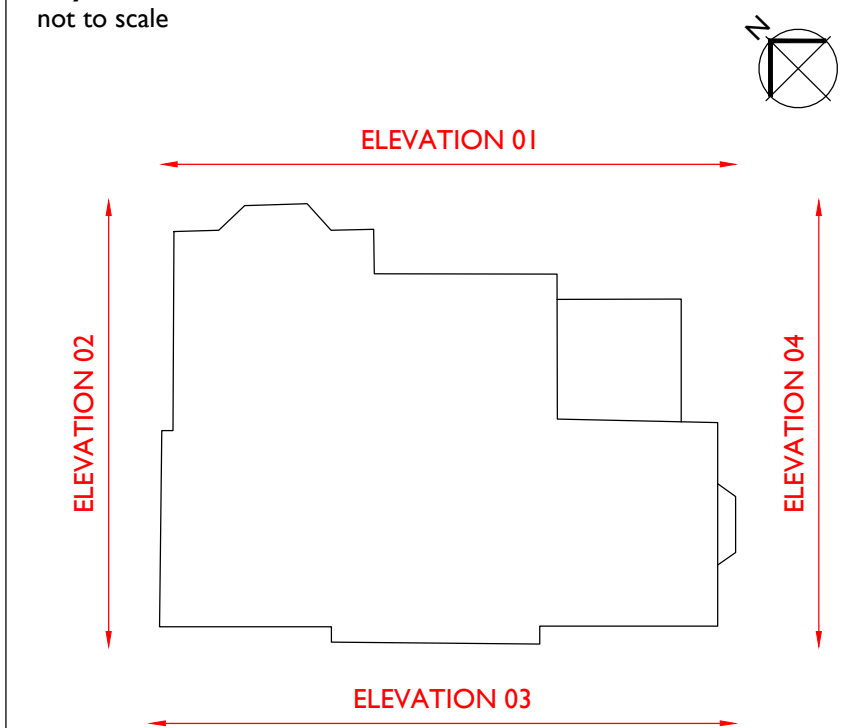 not to scale
N
ELEVATION 01
ELEVATION 02
ELEVATION 04
ELEVATION 03